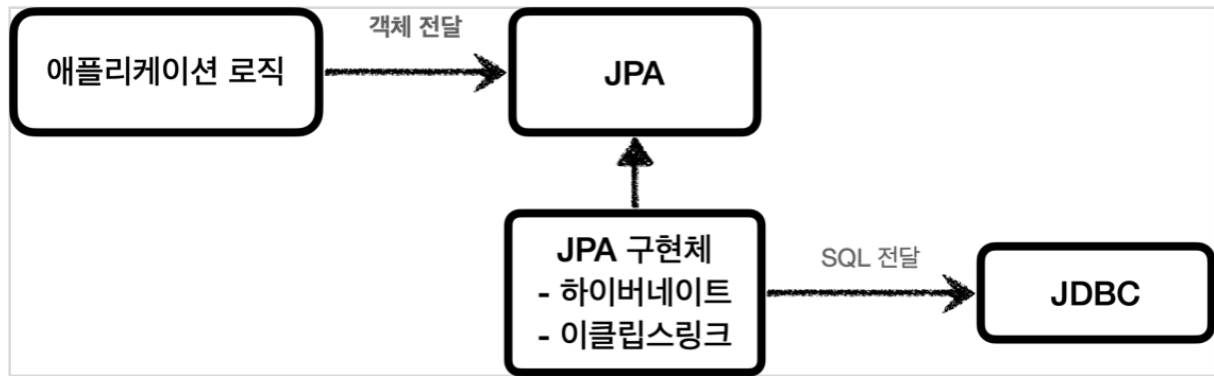 객체 전달
애플리케이션 로직
JPA
JPA 구현체
- 하이버네이트
- 이클립스링크
SQL 전달
JDBC